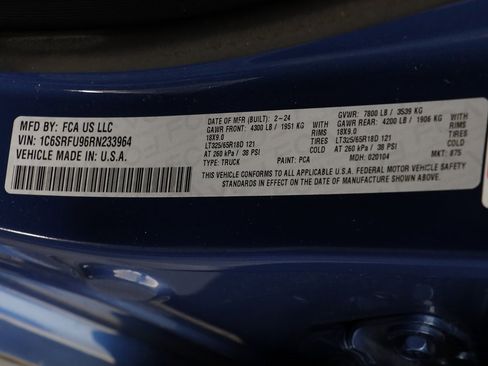 MFD BY: FCA US LLC
VIN: 1C6SRFU96RN233964
VEHICLE MADE IN: U.S.A.
DATE OF MFR (BUILT): 2-24
GAWR FRONT: 4300 LB / 1951 KG
18X9.0 RIMS
LT325/65R18D 121 TIRES
AT 260 kPa / 38 PSI COLD
TYPE: TRUCK
PAINT: PCA
GVWR: 7800 LB / 3539 KG
GAWR REAR: 4200 LB / 1906 KG
18X9.0 RIMS
LT325/65R18D 121 TIRES
AT 260 kPa / 38 PSI COLD
MDH: 020104
MKT: 875
THIS VEHICLE CONFORMS TO ALL APPLICABLE U.S.A. FEDERAL MOTOR VEHICLE SAFETY
STANDARDS IN EFFECT ON THE DATE OF MANUFACTURE SHOWN ABOVE.